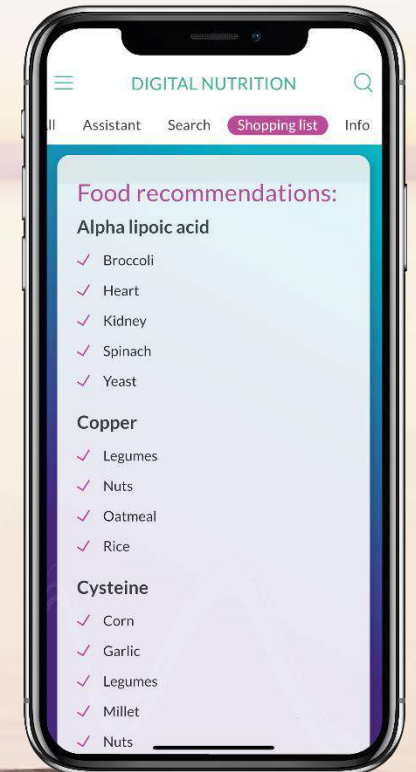 DIGITAL NUTRITION
ll Assistant Search Shopping list Info
Food recommendations:
Alpha lipoic acid
Broccoli
Heart
Kidney
Spinach
Yeast
Copper
Legumes
Nuts
Oatmeal
Rice
Cysteine
Corn
Garlic
Legumes
Millet
Nuts